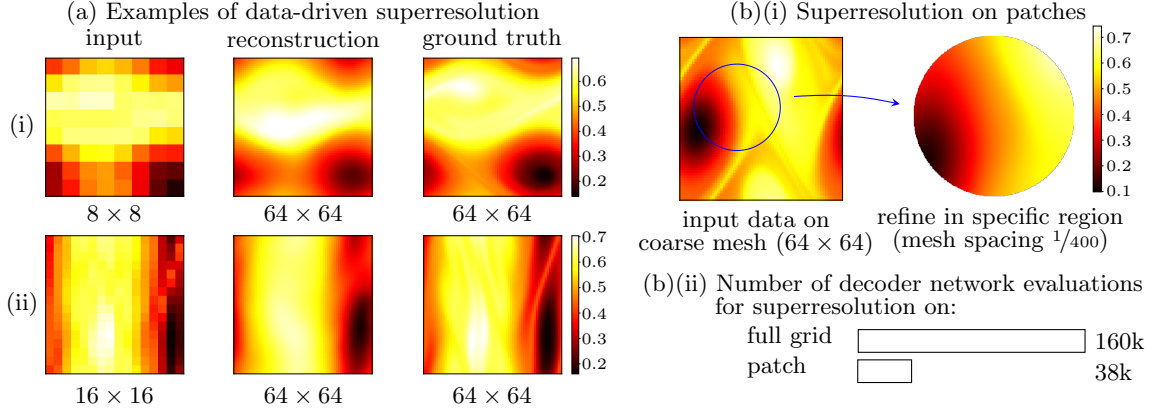 (a) Examples of data-driven superresolution
input reconstruction ground truth
(i)
0.6
0.5
0.4
0.3
0.2
8 × 8 64 × 64 64 × 64
(ii)
0.7
0.6
0.5
0.4
0.3
0.2
16 × 16 64 × 64 64 × 64
(b)(i) Superresolution on patches
0.7
0.6
0.5
0.4
0.3
0.2
0.1
input data on
coarse mesh (64 × 64)
refine in specific region
(mesh spacing 1/400)
(b)(ii) Number of decoder network evaluations
for superresolution on:
full grid 160k
patch 38k